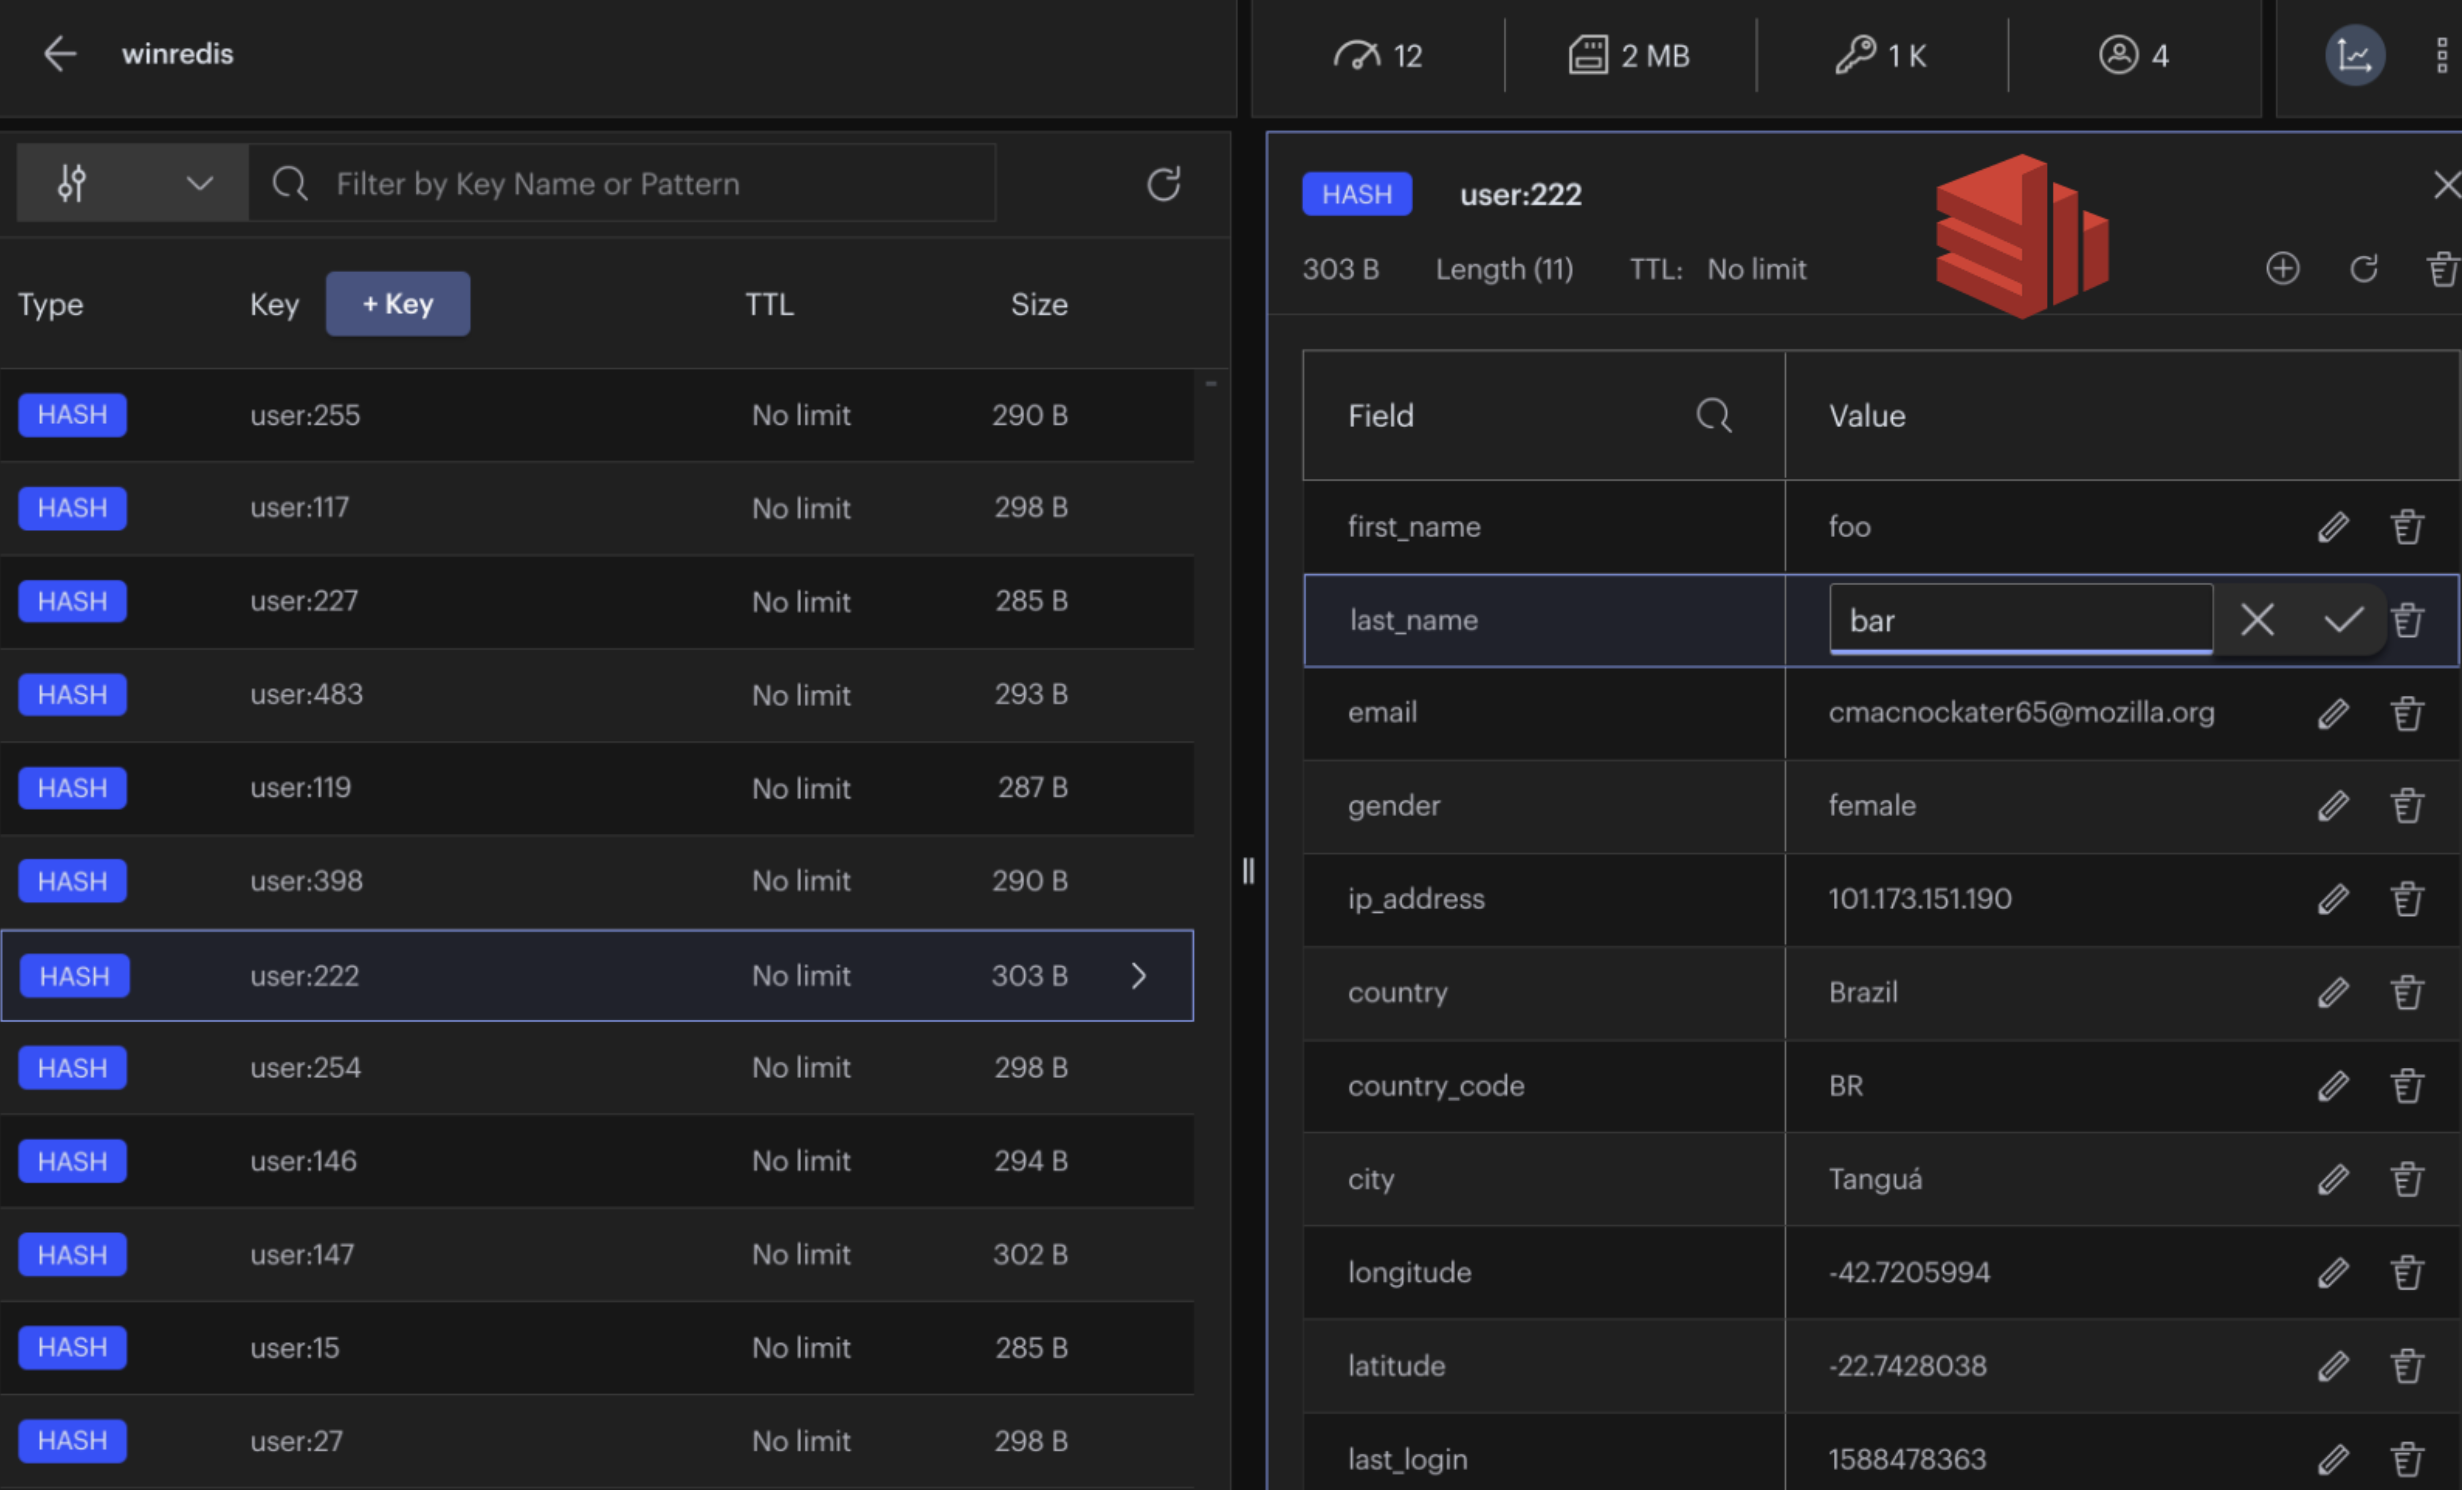 winredis
12 2 MB 1 K 4
Filter by Key Name or Pattern
Type Key + Key TTL Size
HASH user:255 No limit 290 B
HASH user:117 No limit 298 B
HASH user:227 No limit 285 B
HASH user:483 No limit 293 B
HASH user:119 No limit 287 B
HASH user:398 No limit 290 B
HASH user:222 No limit 303 B
HASH user:254 No limit 298 B
HASH user:146 No limit 294 B
HASH user:147 No limit 302 B
HASH user:15 No limit 285 B
HASH user:27 No limit 298 B
HASH user:222
303 B Length (11) TTL: No limit
Field Value
first_name foo
last_name bar
email cmacnockater65@mozilla.org
gender female
ip_address 101.173.151.190
country Brazil
country_code BR
city Tanguá
longitude -42.7205994
latitude -22.7428038
last_login 1588478363